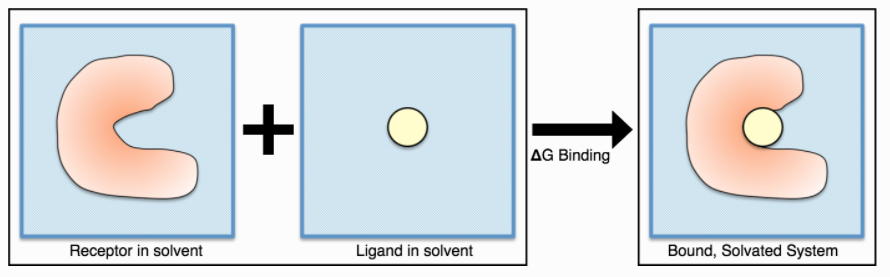 Receptor in solvent
Ligand in solvent
ΔG Binding
Bound, Solvated System